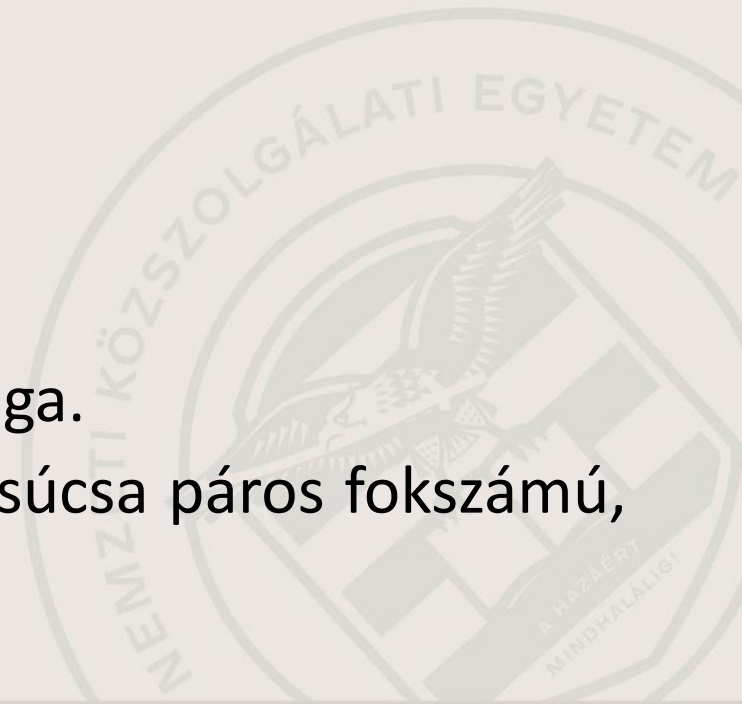 NEMZETI KÖZSZOLGÁLATI EGYETEM
ga.
súcsa páros fokszámú,
A HAZÁÉRT
MINDHALÁLIG!